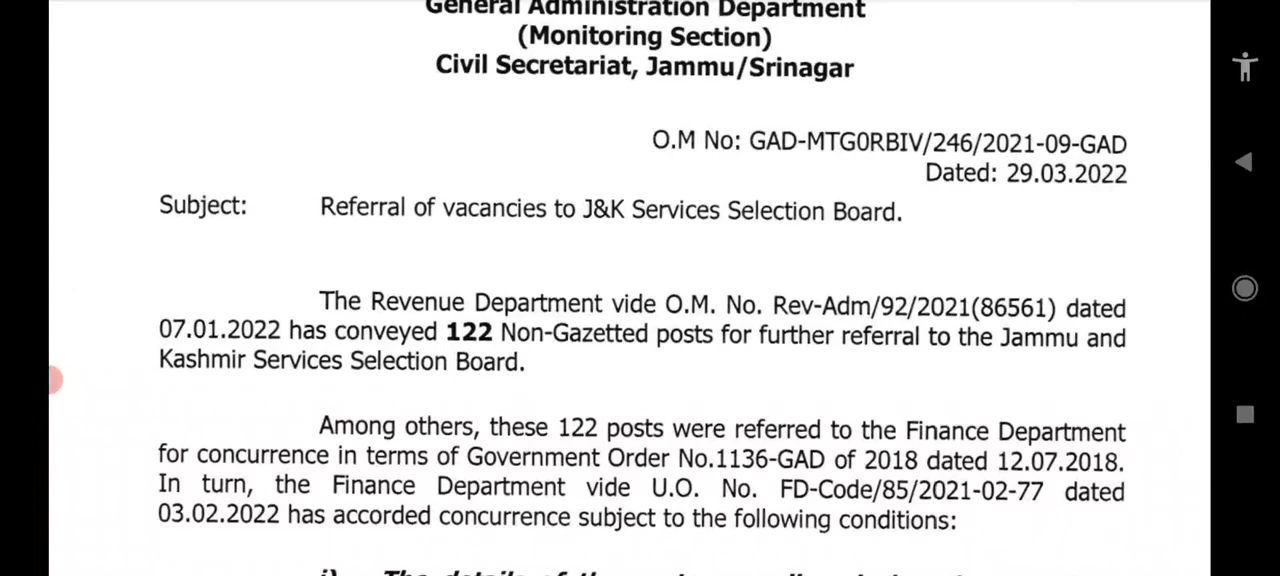 General Administration Department
(Monitoring Section)
Civil Secretariat, Jammu/Srinagar
O.M No: GAD-MTG0RBIV/246/2021-09-GAD
Dated: 29.03.2022
Subject: Referral of vacancies to J&K Services Selection Board.
The Revenue Department vide O.M. No. Rev-Adm/92/2021(86561) dated
07.01.2022 has conveyed 122 Non-Gazetted posts for further referral to the Jammu and
Kashmir Services Selection Board.
Among others, these 122 posts were referred to the Finance Department
for concurrence in terms of Government Order No.1136-GAD of 2018 dated 12.07.2018.
In turn, the Finance Department vide U.O. No. FD-Code/85/2021-02-77 dated
03.02.2022 has accorded concurrence subject to the following conditions:
i) The details of the